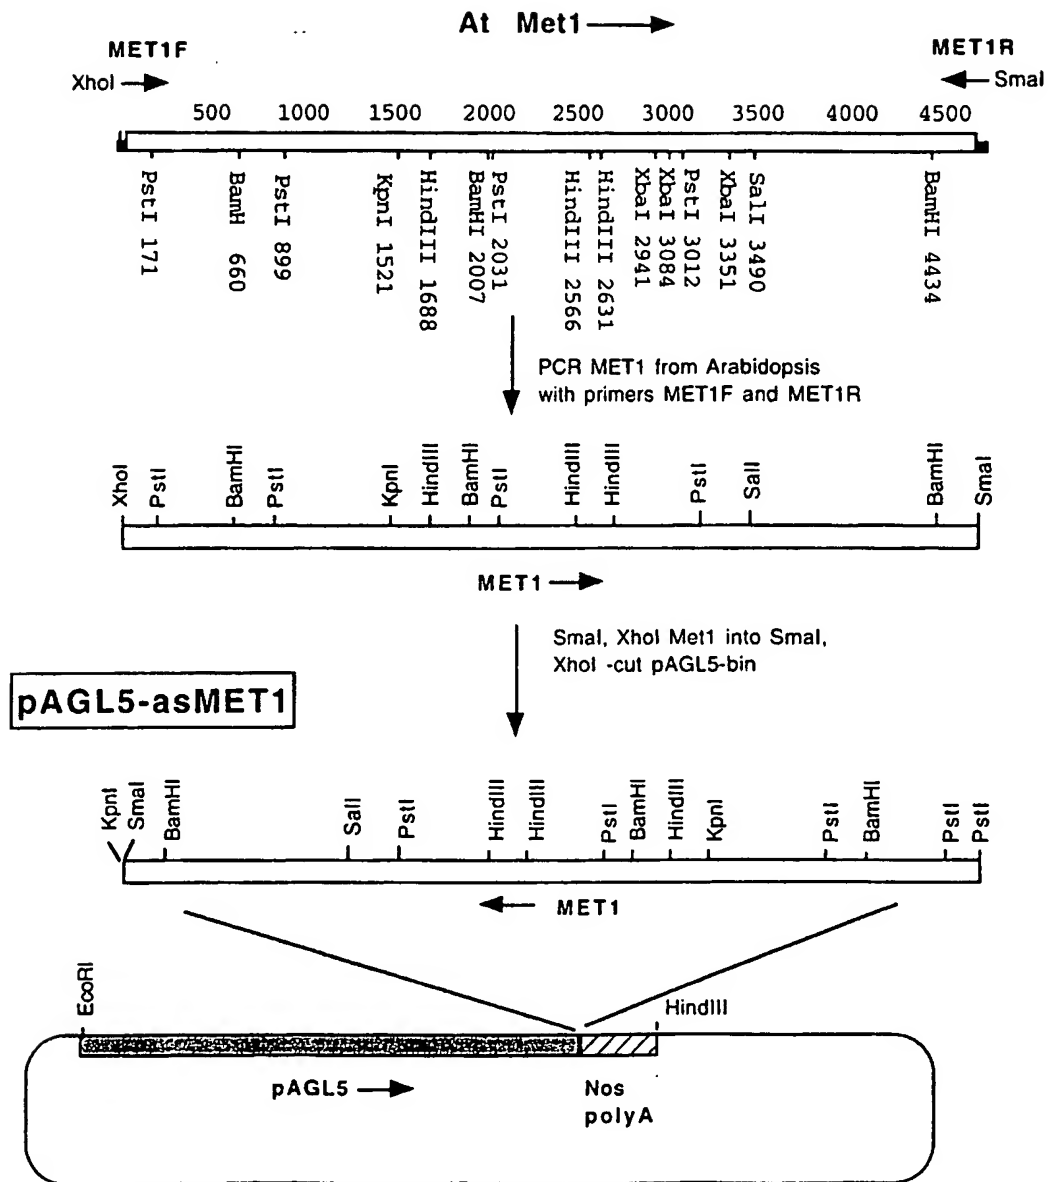 At Met1
MET1F
MET1R
XhoI
SmaI
500 1000 1500 2000 2500 3000 3500 4000 4500
PstI 171
BamH 660
PstI 899
KpnI 1521
HindIII 1688
BamHI 2007
PstI 2031
HindIII 2566
HindIII 2631
XbaI 2941
XbaI 3084
PstI 3012
XbaI 3351
SalI 3490
BamHI 4434
PCR MET1 from Arabidopsis
with primers MET1F and MET1R
XhoI
PstI
BamHI
PstI
KpnI
HindIII
BamHI
PstI
HindIII
HindIII
PstI
SalI
BamHI
SmaI
MET1
SmaI, XhoI Met1 into SmaI,
XhoI -cut pAGL5-bin
pAGL5-asMET1
KpnI
SmaI
BamHI
SalI
PstI
HindIII
HindIII
PstI
BamHI
HindIII
KpnI
PstI
BamHI
PstI
PstI
MET1
EcoRI
HindIII
pAGL5
Nos
polyA